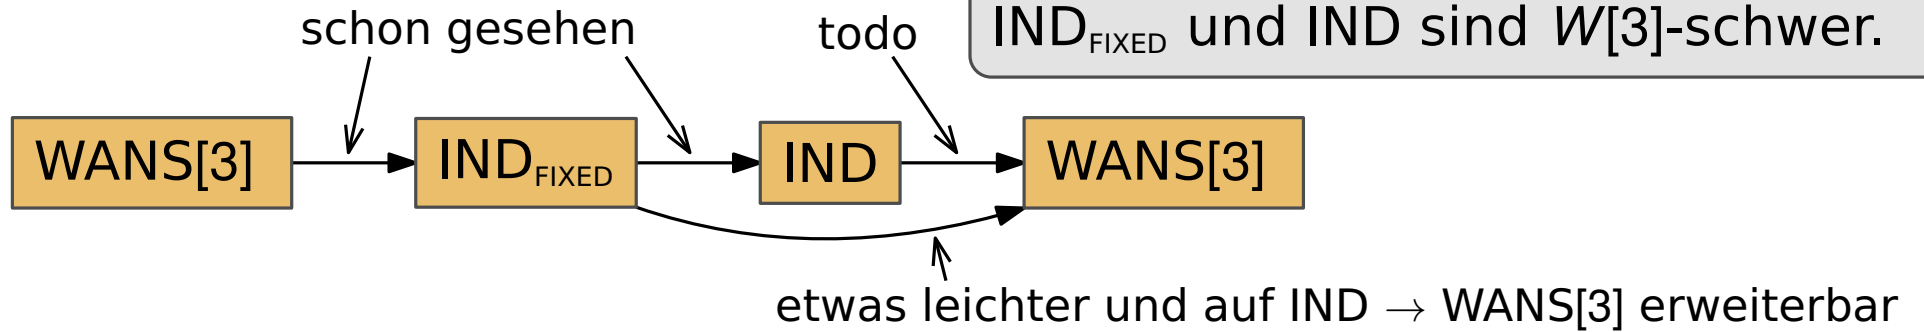 schon gesehen
todo
IND_FIXED und IND sind W[3]-schwer.
WANS[3]
IND_FIXED
IND
WANS[3]
etwas leichter und auf IND → WANS[3] erweiterbar